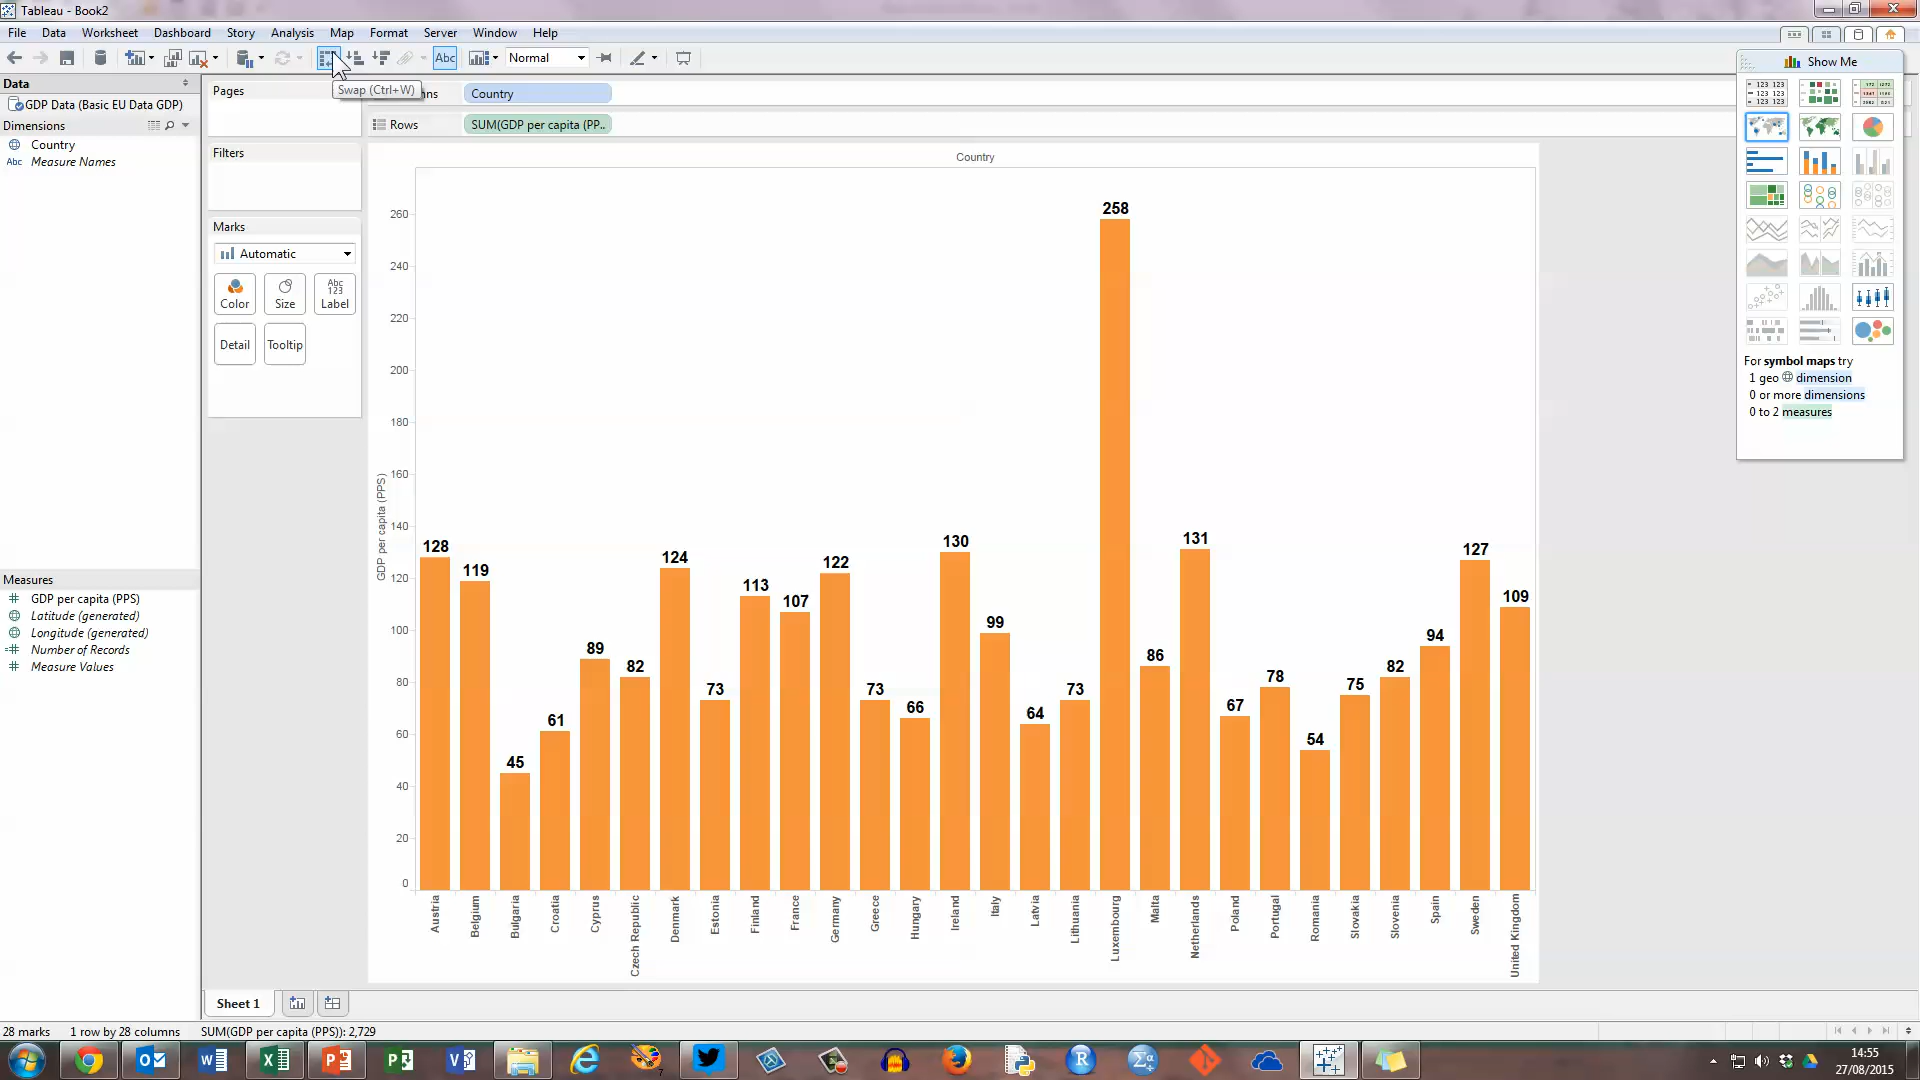 Tableau - Book2
File Data Worksheet Dashboard Story Analysis Map Format Server Window Help
Abc Normal
Swap (Ctrl+W)
Data
GDP Data (Basic EU Data GDP)
Dimensions
Country
Abc Measure Names
Measures
GDP per capita (PPS)
Latitude (generated)
Longitude (generated)
Number of Records
Measure Values
Pages
Filters
Marks
Automatic
Color Size Label
Abc
123
Detail Tooltip
Country
Rows SUM(GDP per capita (PP..
Country
GDP per capita (PPS)
260
240
220
200
180
160
140
120
100
80
60
40
20
0
128 119 45 61 89 82 124 73 113 107 122 73 66 130 99 64 73 258 86 131 67 78 54 75 82 94 127 109
Austria Belgium Bulgaria Croatia Cyprus Czech Republic Denmark Estonia Finland France Germany Greece Hungary Ireland Italy Latvia Lithuania Luxembourg Malta Netherlands Poland Portugal Romania Slovakia Slovenia Spain Sweden United Kingdom
Show Me
For symbol maps try
1 geo dimension
0 or more dimensions
0 to 2 measures
Sheet 1
28 marks 1 row by 28 columns SUM(GDP per capita (PPS)): 2,729
14:55
27/08/2015